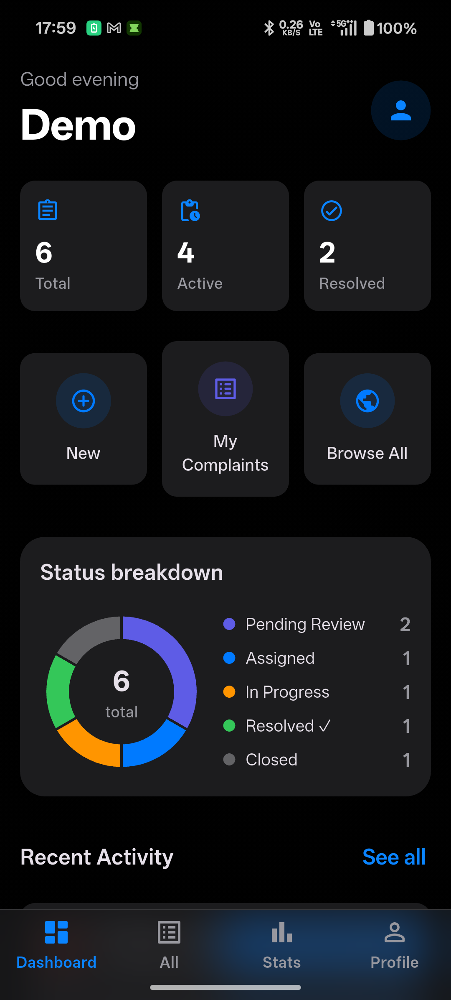 17:59
0.26 KB/S
Vo LTE
5G++
100%
Good evening
Demo
6
Total
4
Active
2
Resolved
New
My
Complaints
Browse All
Status breakdown
6
total
Pending Review 2
Assigned 1
In Progress 1
Resolved ✓ 1
Closed 1
Recent Activity
See all
Dashboard
All
Stats
Profile